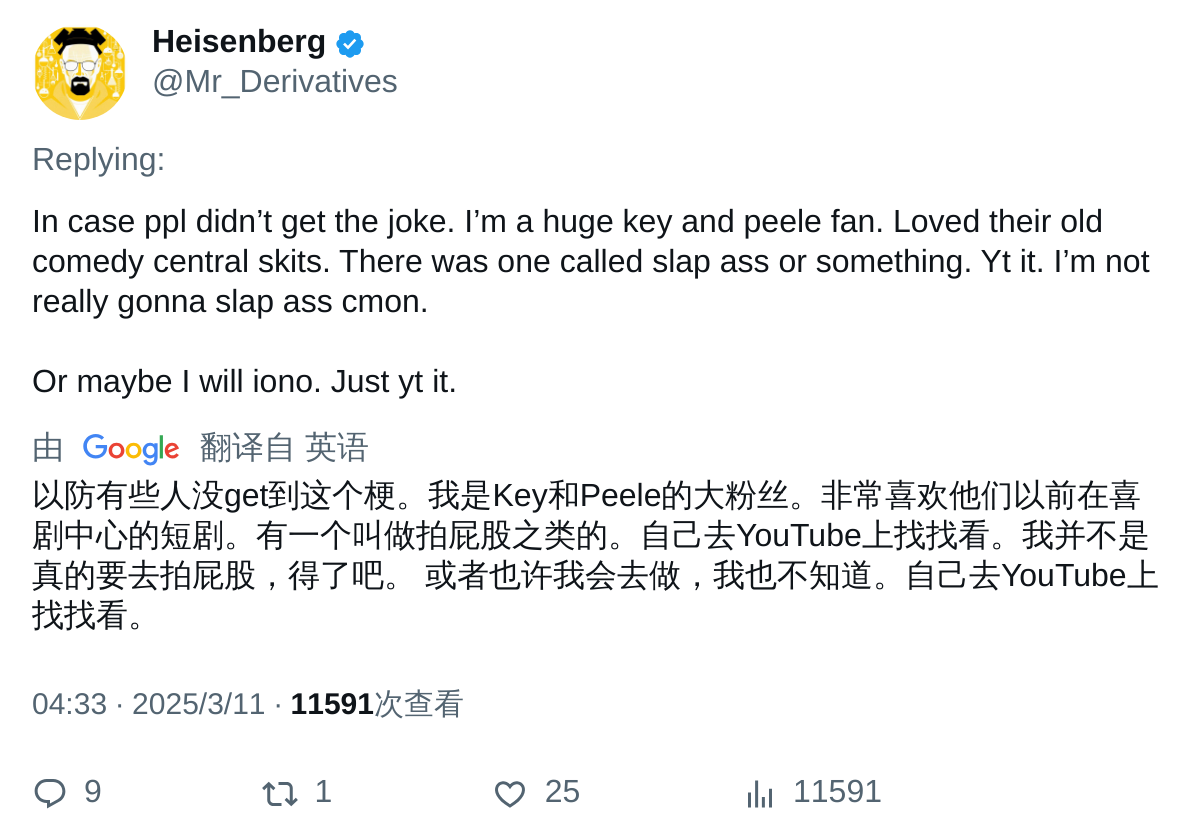 Heisenberg
@Mr_Derivatives
Replying:
In case ppl didn’t get the joke. I’m a huge key and peele fan. Loved their old
comedy central skits. There was one called slap ass or something. Yt it. I’m not
really gonna slap ass cmon.
Or maybe I will iono. Just yt it.
由 Google 翻译自 英语
以防有些人没get到这个梗。我是Key和Peele的大粉丝。非常喜欢他们以前在喜
剧中心的短剧。有一个叫做拍屁股之类的。自己去YouTube上找找看。我并不是
真的要去拍屁股，得了吧。 或者也许我会去做，我也不知道。自己去YouTube上
找找看。
04:33 · 2025/3/11 · 11591次查看
9 1 25 11591